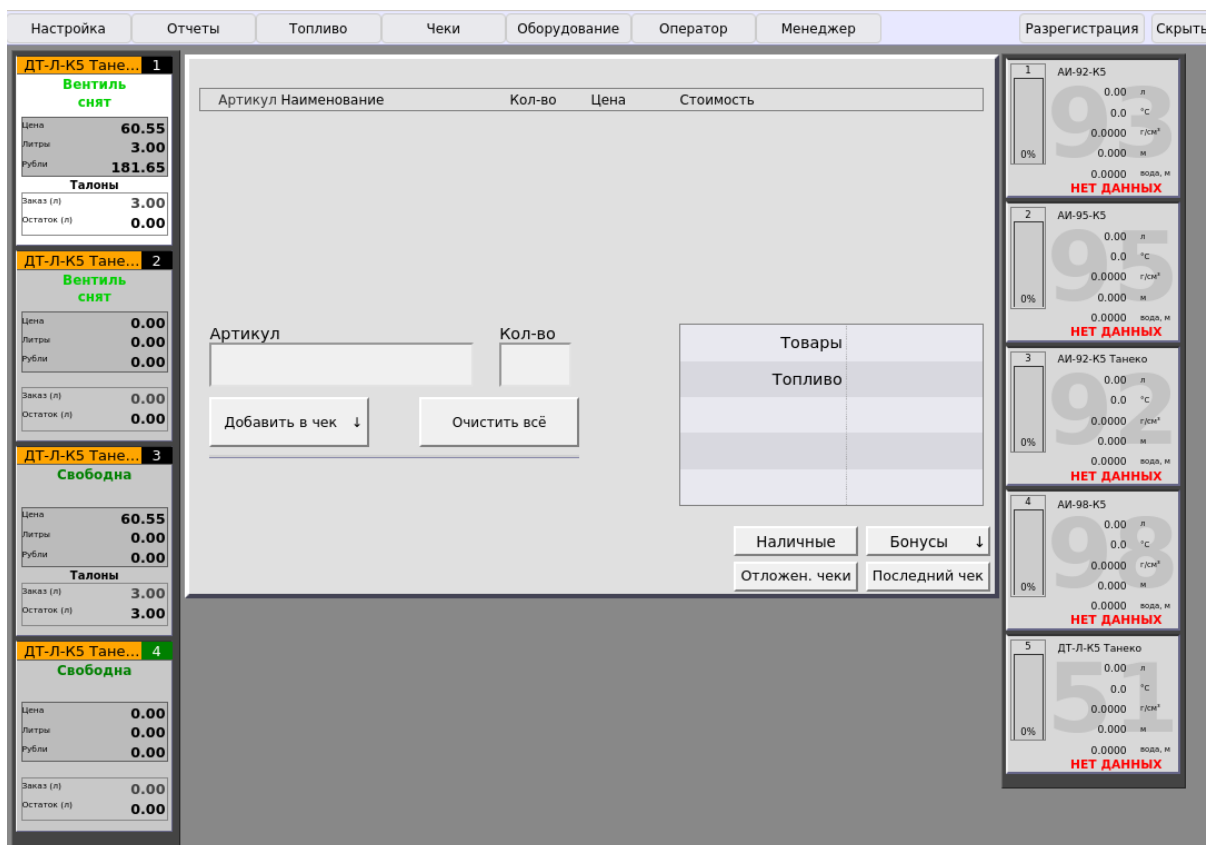 Настройка Отчеты Топливо Чеки Оборудование Оператор Менеджер Разрегистрация Скрыть
ДТ-Л-К5 Тане... 1
Вентиль
снят
Цена 60.55
Литры 3.00
Рубли 181.65
Талоны
Заказ (л) 3.00
Остаток (л) 0.00
ДТ-Л-К5 Тане... 2
Вентиль
снят
Цена 0.00
Литры 0.00
Рубли 0.00
Заказ (л) 0.00
Остаток (л) 0.00
ДТ-Л-К5 Тане... 3
Свободна
Цена 60.55
Литры 0.00
Рубли 0.00
Талоны
Заказ (л) 3.00
Остаток (л) 3.00
ДТ-Л-К5 Тане... 4
Свободна
Цена 0.00
Литры 0.00
Рубли 0.00
Заказ (л) 0.00
Остаток (л) 0.00
Артикул Наименование Кол-во Цена Стоимость
Артикул Кол-во
Добавить в чек ↓ Очистить всё
Товары
Топливо
Наличные Бонусы ↓
Отложен. чеки Последний чек
1 АИ-92-К5
93
0.00 л
0.0 °С
0.0000 г/см³
0% 0.000 м
0.0000 вода, м
НЕТ ДАННЫХ
2 АИ-95-К5
95
0.00 л
0.0 °С
0.0000 г/см³
0% 0.000 м
0.0000 вода, м
НЕТ ДАННЫХ
3 АИ-92-К5 Танеко
92
0.00 л
0.0 °С
0.0000 г/см³
0% 0.000 м
0.0000 вода, м
НЕТ ДАННЫХ
4 АИ-98-К5
98
0.00 л
0.0 °С
0.0000 г/см³
0% 0.000 м
0.0000 вода, м
НЕТ ДАННЫХ
5 ДТ-Л-К5 Танеко
51
0.00 л
0.0 °С
0.0000 г/см³
0% 0.000 м
0.0000 вода, м
НЕТ ДАННЫХ